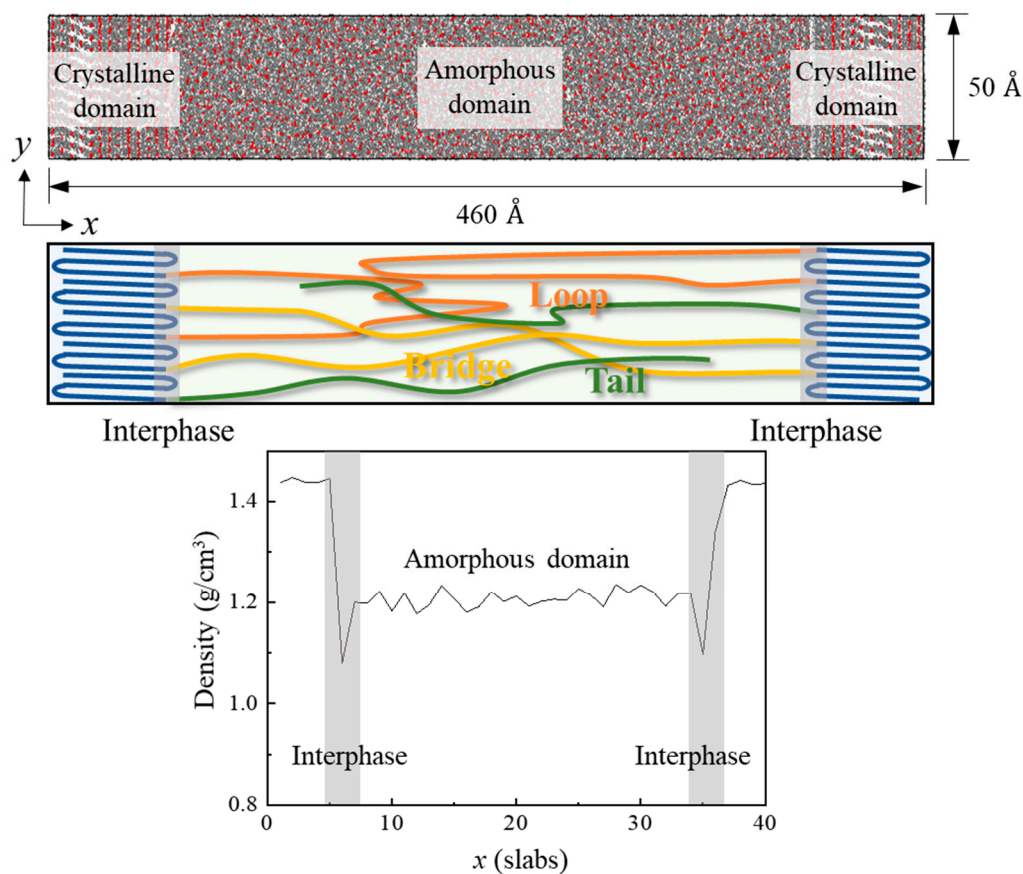 Crystalline
domain
Amorphous
domain
Crystalline
domain
50 Å
y
x
460 Å
Loop
Bridge
Tail
Interphase
Interphase
Density (g/cm³)
1.4
1.2
1.0
0.8
Amorphous domain
Interphase
Interphase
0
10
20
30
40
x (slabs)